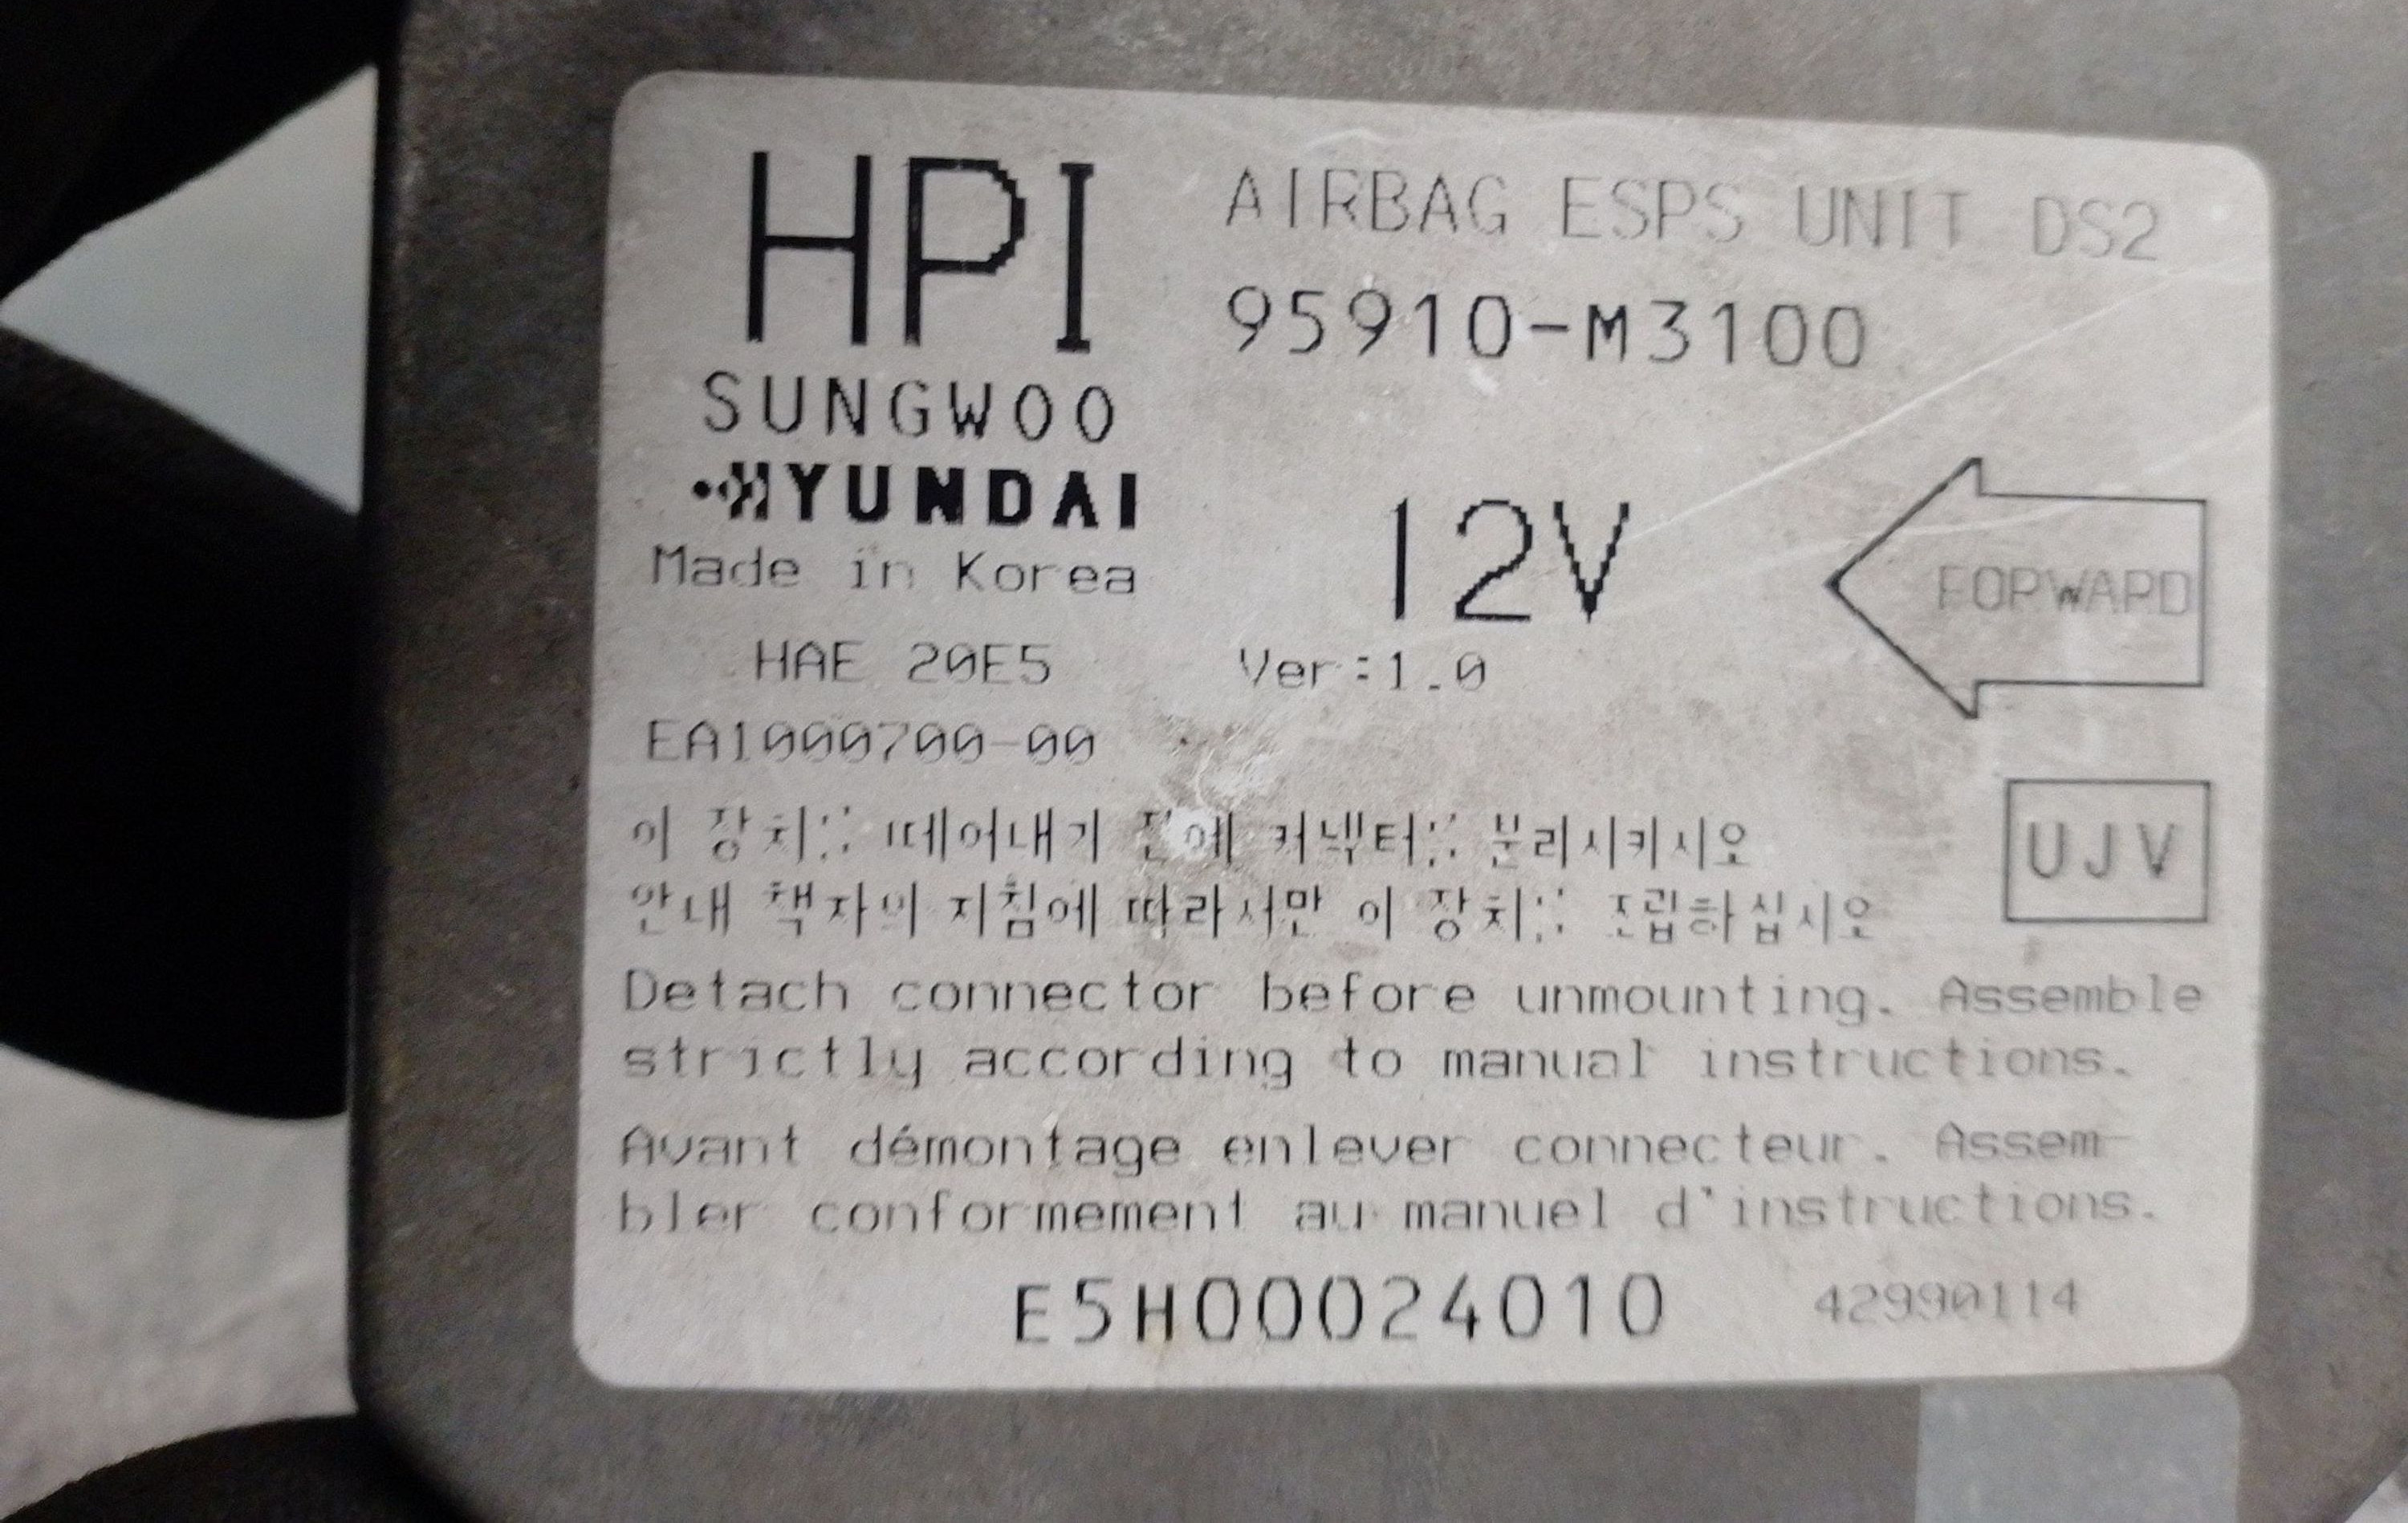 HPI
AIRBAG ESPS UNIT DS2
95910-M3100
SUNGWOO
HYUNDAI
Made in Korea
12V
FORWARD
HAE 20E5
Ver:1.0
EA1000700-00
이 장치를 떼어내기 전에 커넥터를 분리시키시오
안내 책자의 지침에 따라서만 이 장치를 조립하십시오
UJV
Detach connector before unmounting. Assemble
strictly according to manual instructions.
Avant démontage enlever connecteur. Assem-
bler conformement au manuel d'instructions.
E5H00024010
42990114